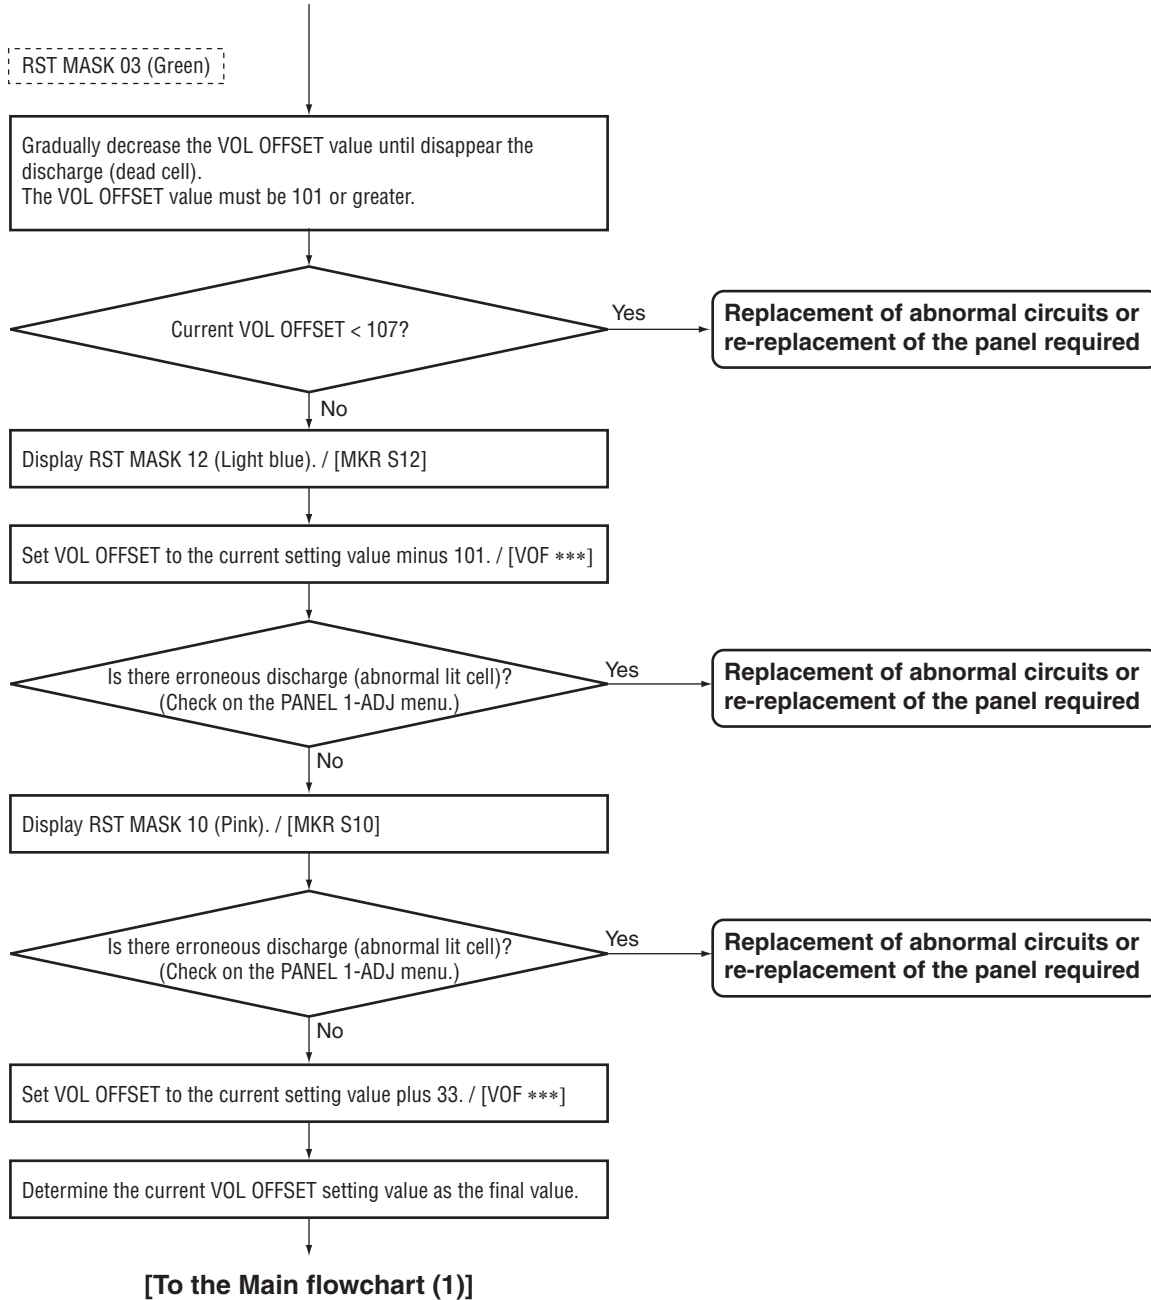 RST MASK 03 (Green)
Gradually decrease the VOL OFFSET value until disappear the
discharge (dead cell).
The VOL OFFSET value must be 101 or greater.
Current VOL OFFSET < 107?
Yes
Replacement of abnormal circuits or
re-replacement of the panel required
No
Display RST MASK 12 (Light blue). / [MKR S12]
Set VOL OFFSET to the current setting value minus 101. / [VOF ***]
Is there erroneous discharge (abnormal lit cell)?
(Check on the PANEL 1-ADJ menu.)
Yes
Replacement of abnormal circuits or
re-replacement of the panel required
No
Display RST MASK 10 (Pink). / [MKR S10]
Is there erroneous discharge (abnormal lit cell)?
(Check on the PANEL 1-ADJ menu.)
Yes
Replacement of abnormal circuits or
re-replacement of the panel required
No
Set VOL OFFSET to the current setting value plus 33. / [VOF ***]
Determine the current VOL OFFSET setting value as the final value.
[To the Main flowchart (1)]